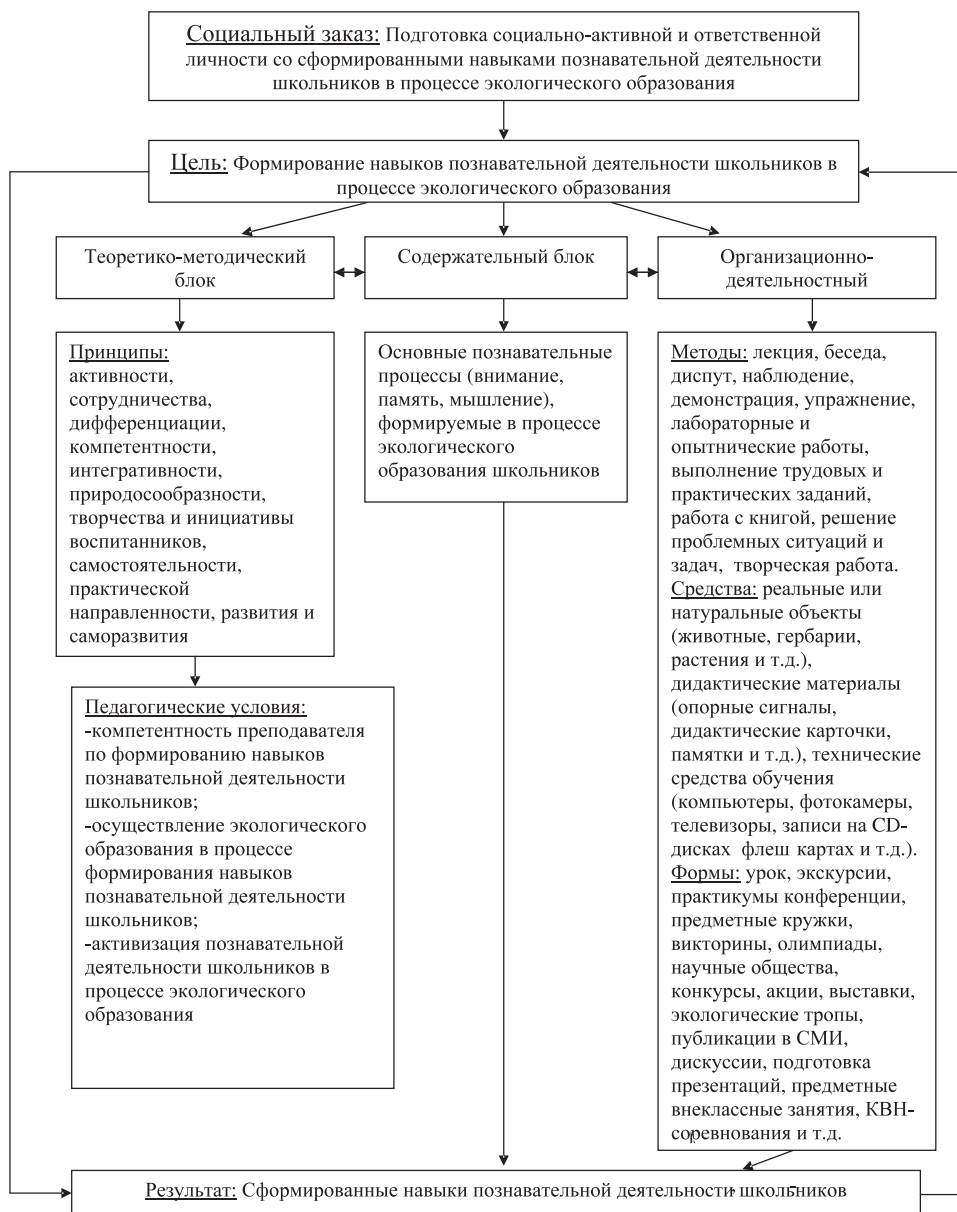 Социальный заказ: Подготовка социально-активной и ответственной
личности со сформированными навыками познавательной деятельности
школьников в процессе экологического образования
Цель: Формирование навыков познавательной деятельности школьников в
процессе экологического образования
Теоретико-методический
блок
Содержательный блок
Организационно-
деятельностный
Принципы:
активности,
сотрудничества,
дифференциации,
компетентности,
интегративности,
природосообразности,
творчества и инициативы
воспитанников,
самостоятельности,
практической
направленности, развития и
саморазвития
Основные познавательные
процессы (внимание,
память, мышление),
формируемые в процессе
экологического
образования школьников
Методы: лекция, беседа,
диспут, наблюдение,
демонстрация, упражнение,
лабораторные и
опытнические работы,
выполнение трудовых и
практических заданий,
работа с книгой, решение
проблемных ситуаций и
задач, творческая работа.
Средства: реальные или
натуральные объекты
(животные, гербарии,
растения и т.д.),
дидактические материалы
(опорные сигналы,
дидактические карточки,
памятки и т.д.), технические
средства обучения
(компьютеры, фотокамеры,
телевизоры, записи на CD-
дисках флеш картах и т.д.).
Формы: урок, экскурсии,
практикумы конференции,
предметные кружки,
викторины, олимпиады,
научные общества,
конкурсы, акции, выставки,
экологические тропы,
публикации в СМИ,
дискуссии, подготовка
презентаций, предметные
внеклассные занятия, КВН-
соревнования и т.д.
Педагогические условия:
-компетентность преподавателя
по формированию навыков
познавательной деятельности
школьников;
-осуществление экологического
образования в процессе
формирования навыков
познавательной деятельности
школьников;
-активизация познавательной
деятельности школьников в
процессе экологического
образования
Результат: Сформированные навыки познавательной деятельности школьников